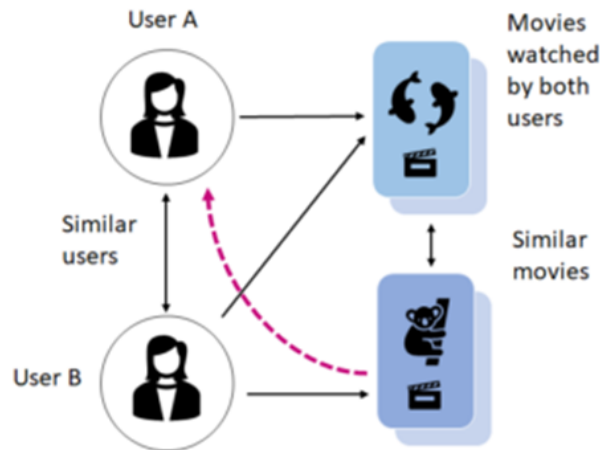 User A
Movies
watched
by both
users
Similar
users
Similar
movies
User B